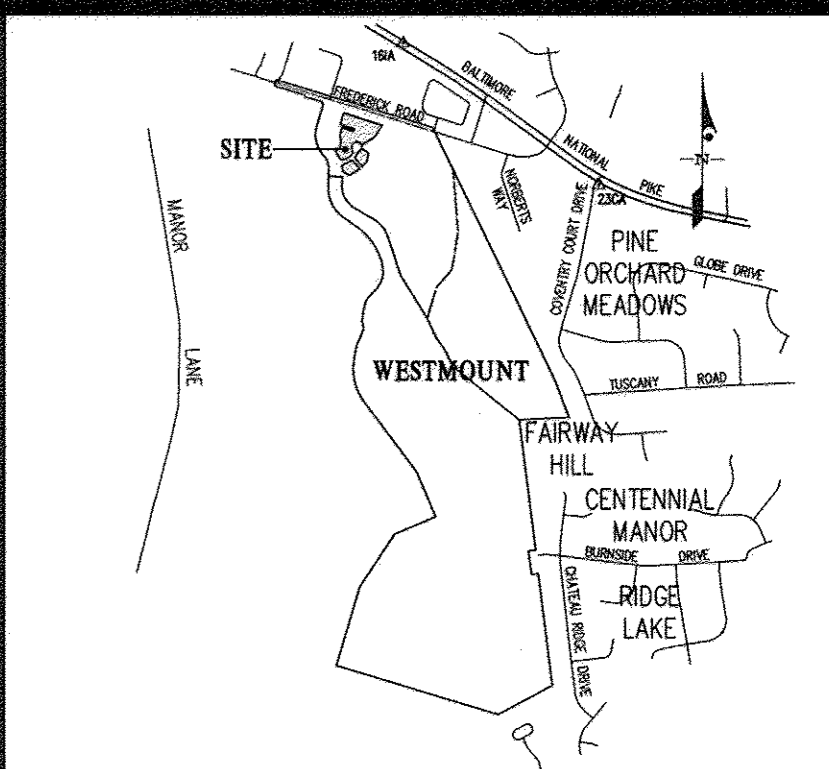 16IA
BALTIMORE
NATIONAL
PIKE
FREDERICK ROAD
SITE
NORBERTS
WAY
23CA
N
MANOR
LANE
COVENTRY COURT DRIVE
PINE
ORCHARD
MEADOWS
GLOBE DRIVE
WESTMOUNT
TUSCANY ROAD
FAIRWAY
HILL
CENTENNIAL
MANOR
BURNSIDE DRIVE
RIDGE
LAKE
CHATEAU RIDGE DRIVE